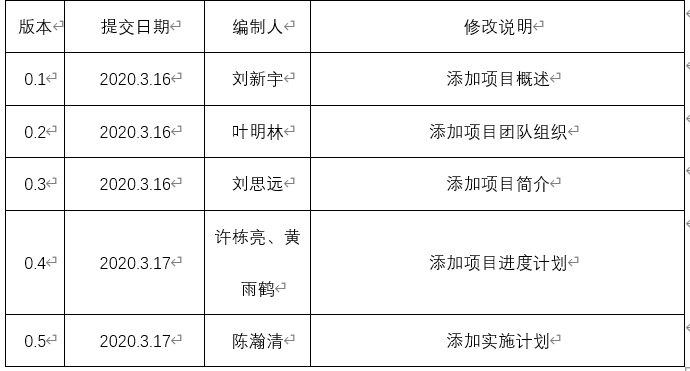 版本 提交日期 编制人 修改说明
0.1 2020.3.16 刘新宇 添加项目概述
0.2 2020.3.16 叶明林 添加项目团队组织
0.3 2020.3.16 刘思远 添加项目简介
0.4 2020.3.17 许栋亮、黄 添加项目进度计划
雨鹤
0.5 2020.3.17 陈瀚清 添加实施计划